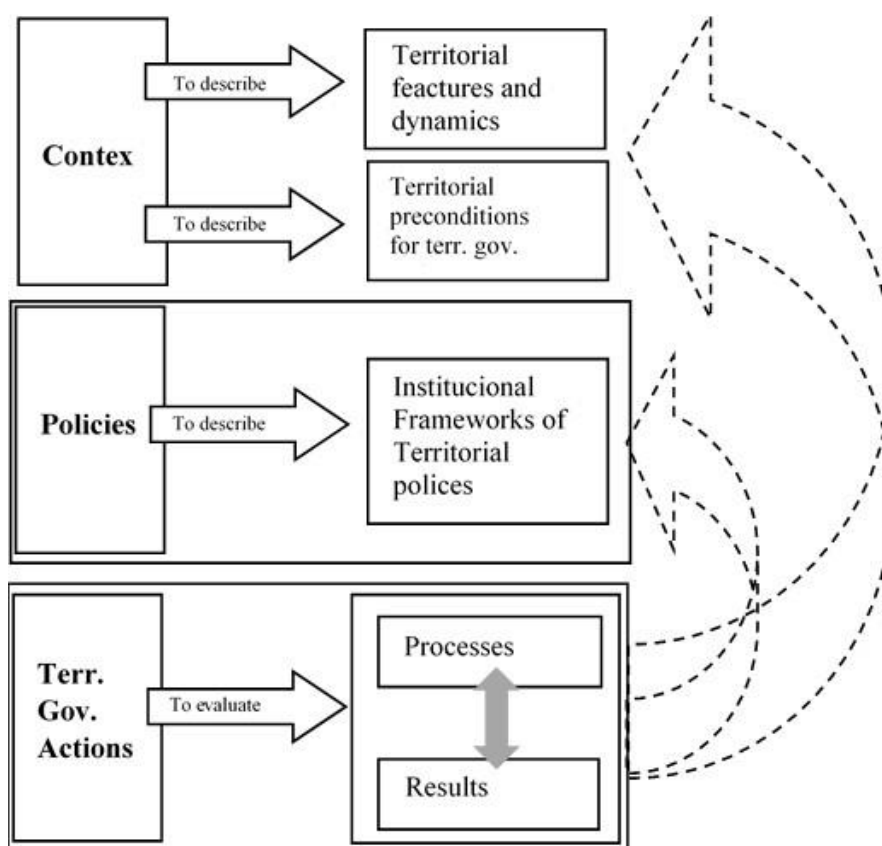 Contex
To describe
Territorial
feactures and
dynamics
To describe
Territorial
preconditions
for terr. gov.
Policies
To describe
Institucional
Frameworks of
Territorial
polices
Terr.
Gov.
Actions
To evaluate
Processes
Results